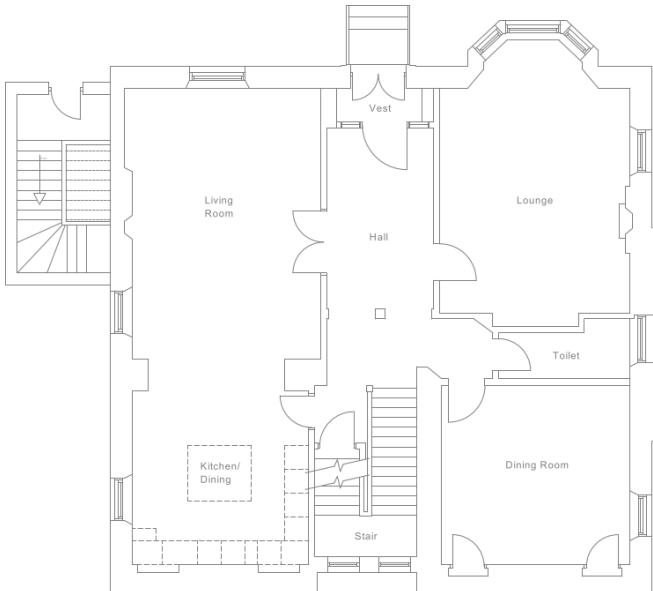 Vest
Living
Room
Lounge
Hall
Toilet
Kitchen/
Dining
Dining Room
Stair